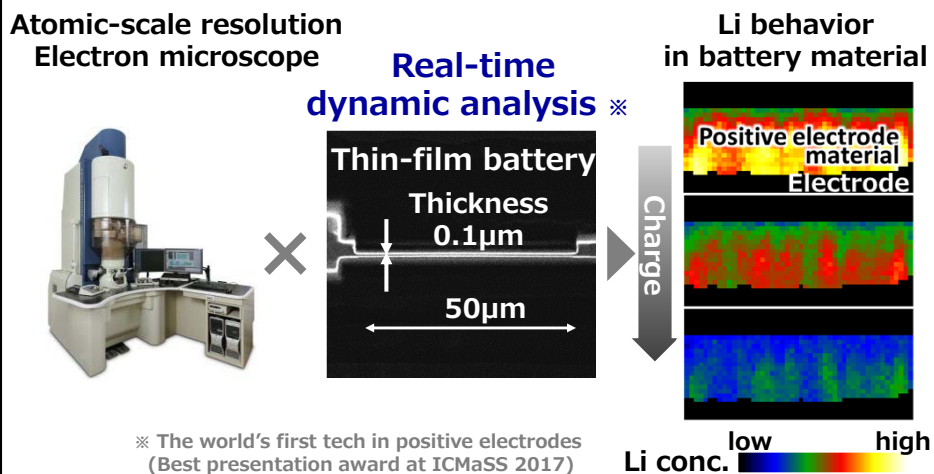 Atomic-scale resolution
Electron microscope
Real-time
dynamic analysis ※
Thin-film battery
Thickness
0.1μm
50μm
Li behavior
in battery material
Positive electrode
material
Electrode
Charge
※ The world's first tech in positive electrodes
(Best presentation award at ICMaSS 2017)
low high
Li conc.